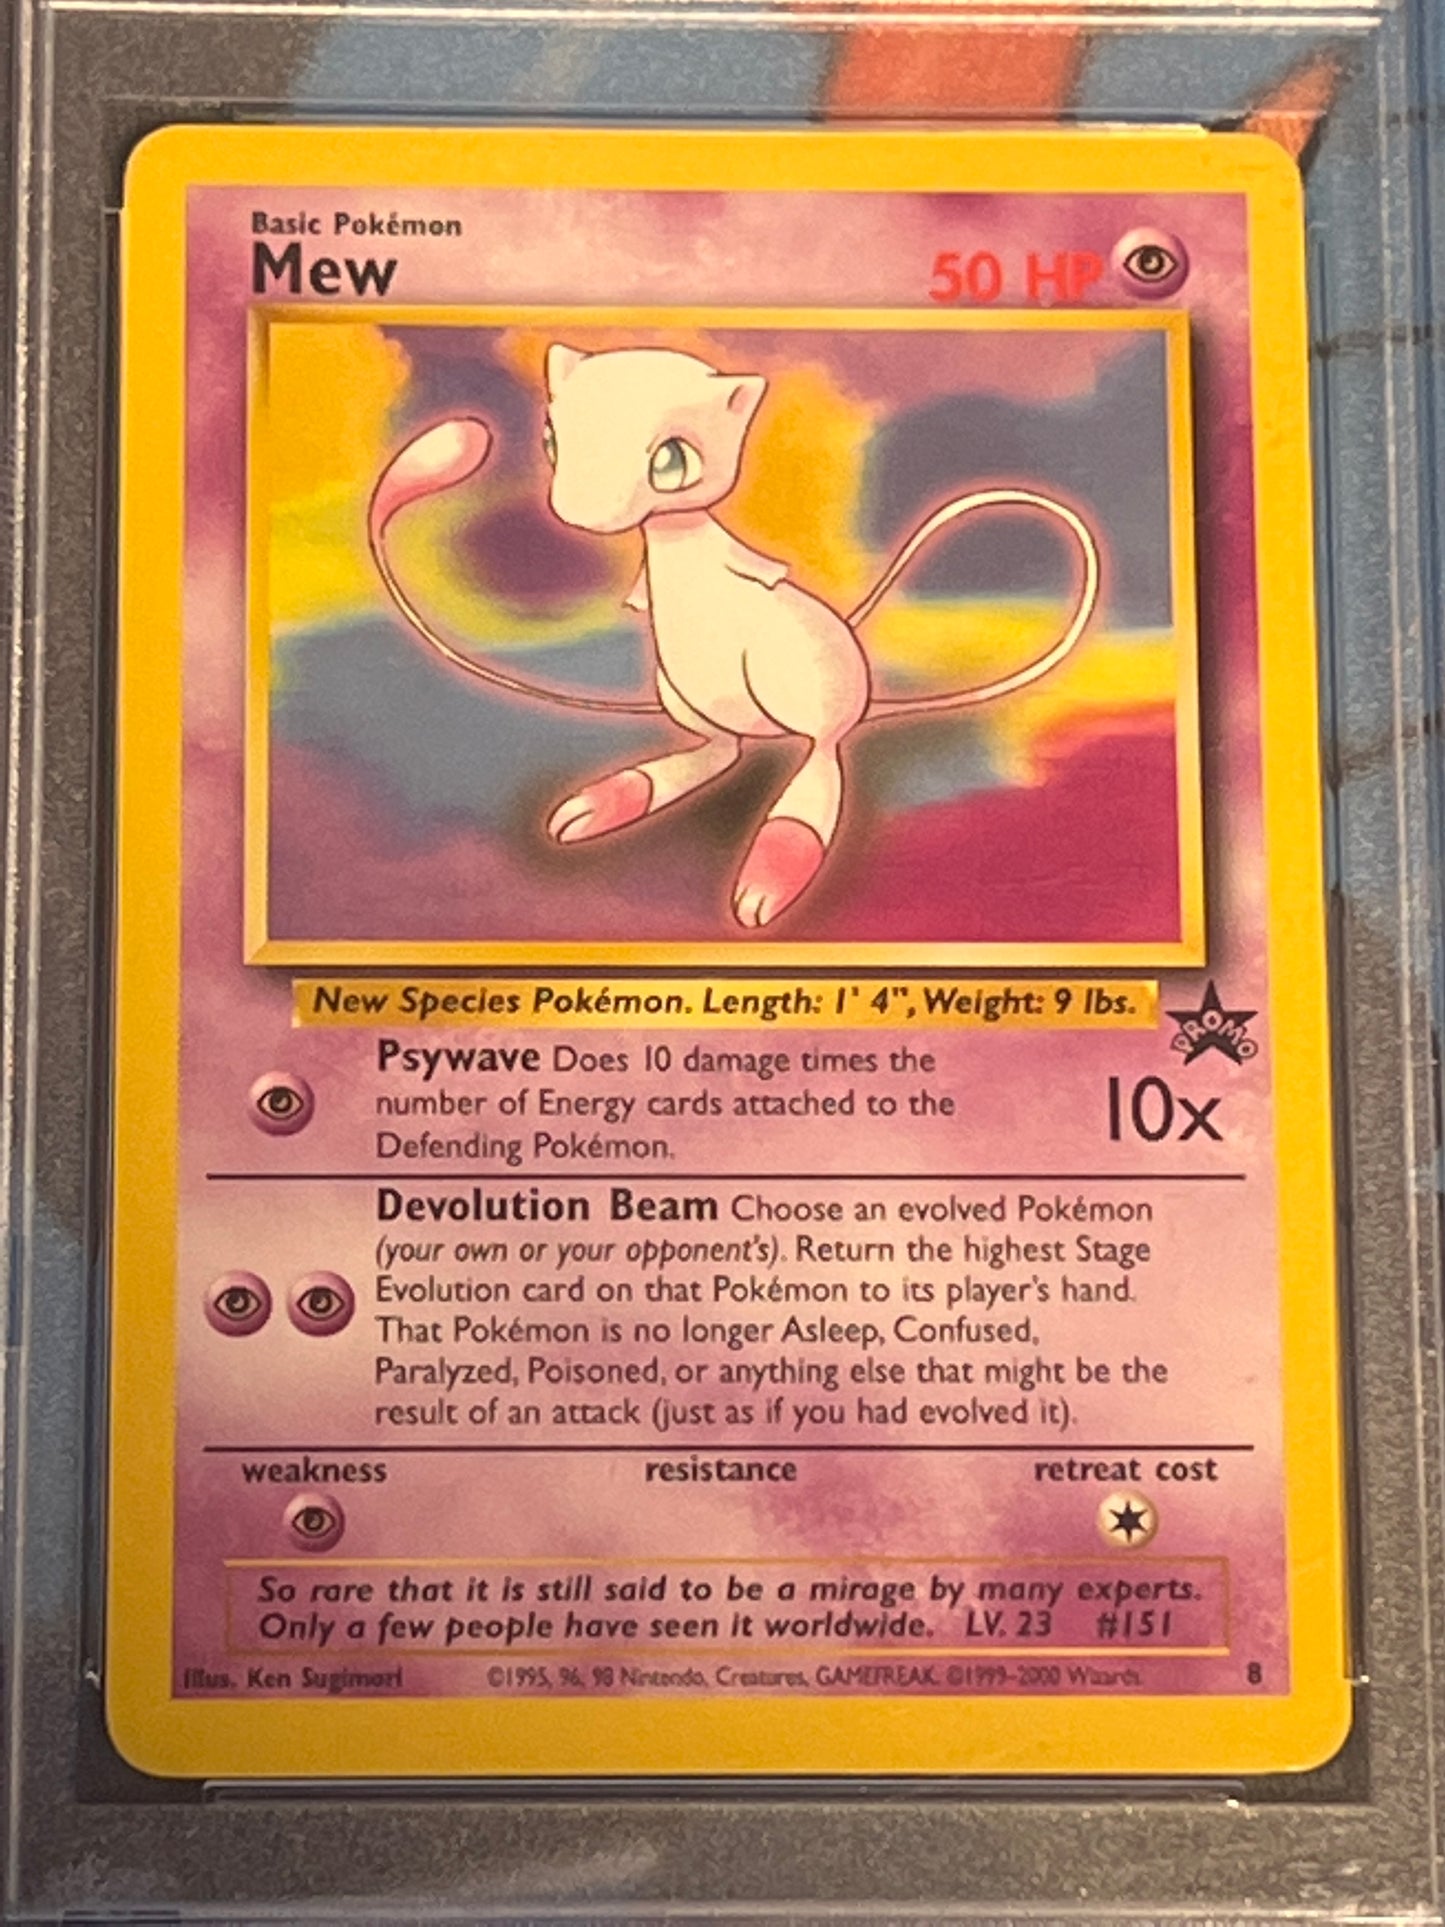 Basic Pokémon
Mew
50 HP
New Species Pokémon. Length: 1' 4", Weight: 9 lbs.
PROMO
Psywave Does 10 damage times the
number of Energy cards attached to the
Defending Pokémon.
10x
Devolution Beam Choose an evolved Pokémon
(your own or your opponent's). Return the highest Stage
Evolution card on that Pokémon to its player's hand.
That Pokémon is no longer Asleep, Confused,
Paralyzed, Poisoned, or anything else that might be the
result of an attack (just as if you had evolved it).
weakness resistance retreat cost
So rare that it is still said to be a mirage by many experts.
Only a few people have seen it worldwide. LV. 23 #151
Illus. Ken Sugimori ©1995, 96, 98 Nintendo, Creatures, GAMEFREAK. ©1999-2000 Wizards. 8